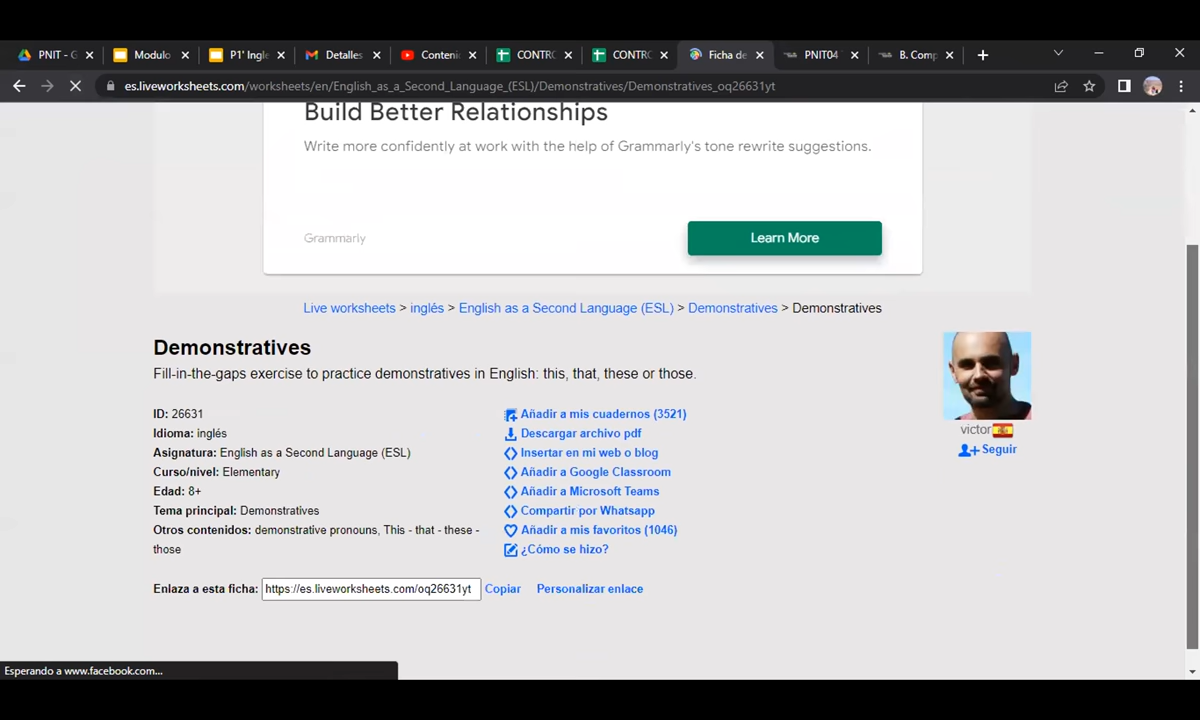 PNIT - G
Modulo
P1' Ingle
Detalles
Conteni
CONTRO
CONTRO
Ficha de
PNIT04
B. Comp
es.liveworksheets.com/worksheets/en/English_as_a_Second_Language_(ESL)/Demonstratives/Demonstratives_oq26631yt
Build Better Relationships
Write more confidently at work with the help of Grammarly's tone rewrite suggestions.
Grammarly
Learn More
Live worksheets > inglés > English as a Second Language (ESL) > Demonstratives > Demonstratives
Demonstratives
Fill-in-the-gaps exercise to practice demonstratives in English: this, that, these or those.
ID: 26631
Idioma: inglés
Asignatura: English as a Second Language (ESL)
Curso/nivel: Elementary
Edad: 8+
Tema principal: Demonstratives
Otros contenidos: demonstrative pronouns, This - that - these -
those
Añadir a mis cuadernos (3521)
Descargar archivo pdf
Insertar en mi web o blog
Añadir a Google Classroom
Añadir a Microsoft Teams
Compartir por Whatsapp
Añadir a mis favoritos (1046)
¿Cómo se hizo?
victor
Seguir
Enlaza a esta ficha: https://es.liveworksheets.com/oq26631yt Copiar Personalizar enlace
Esperando a www.facebook.com...